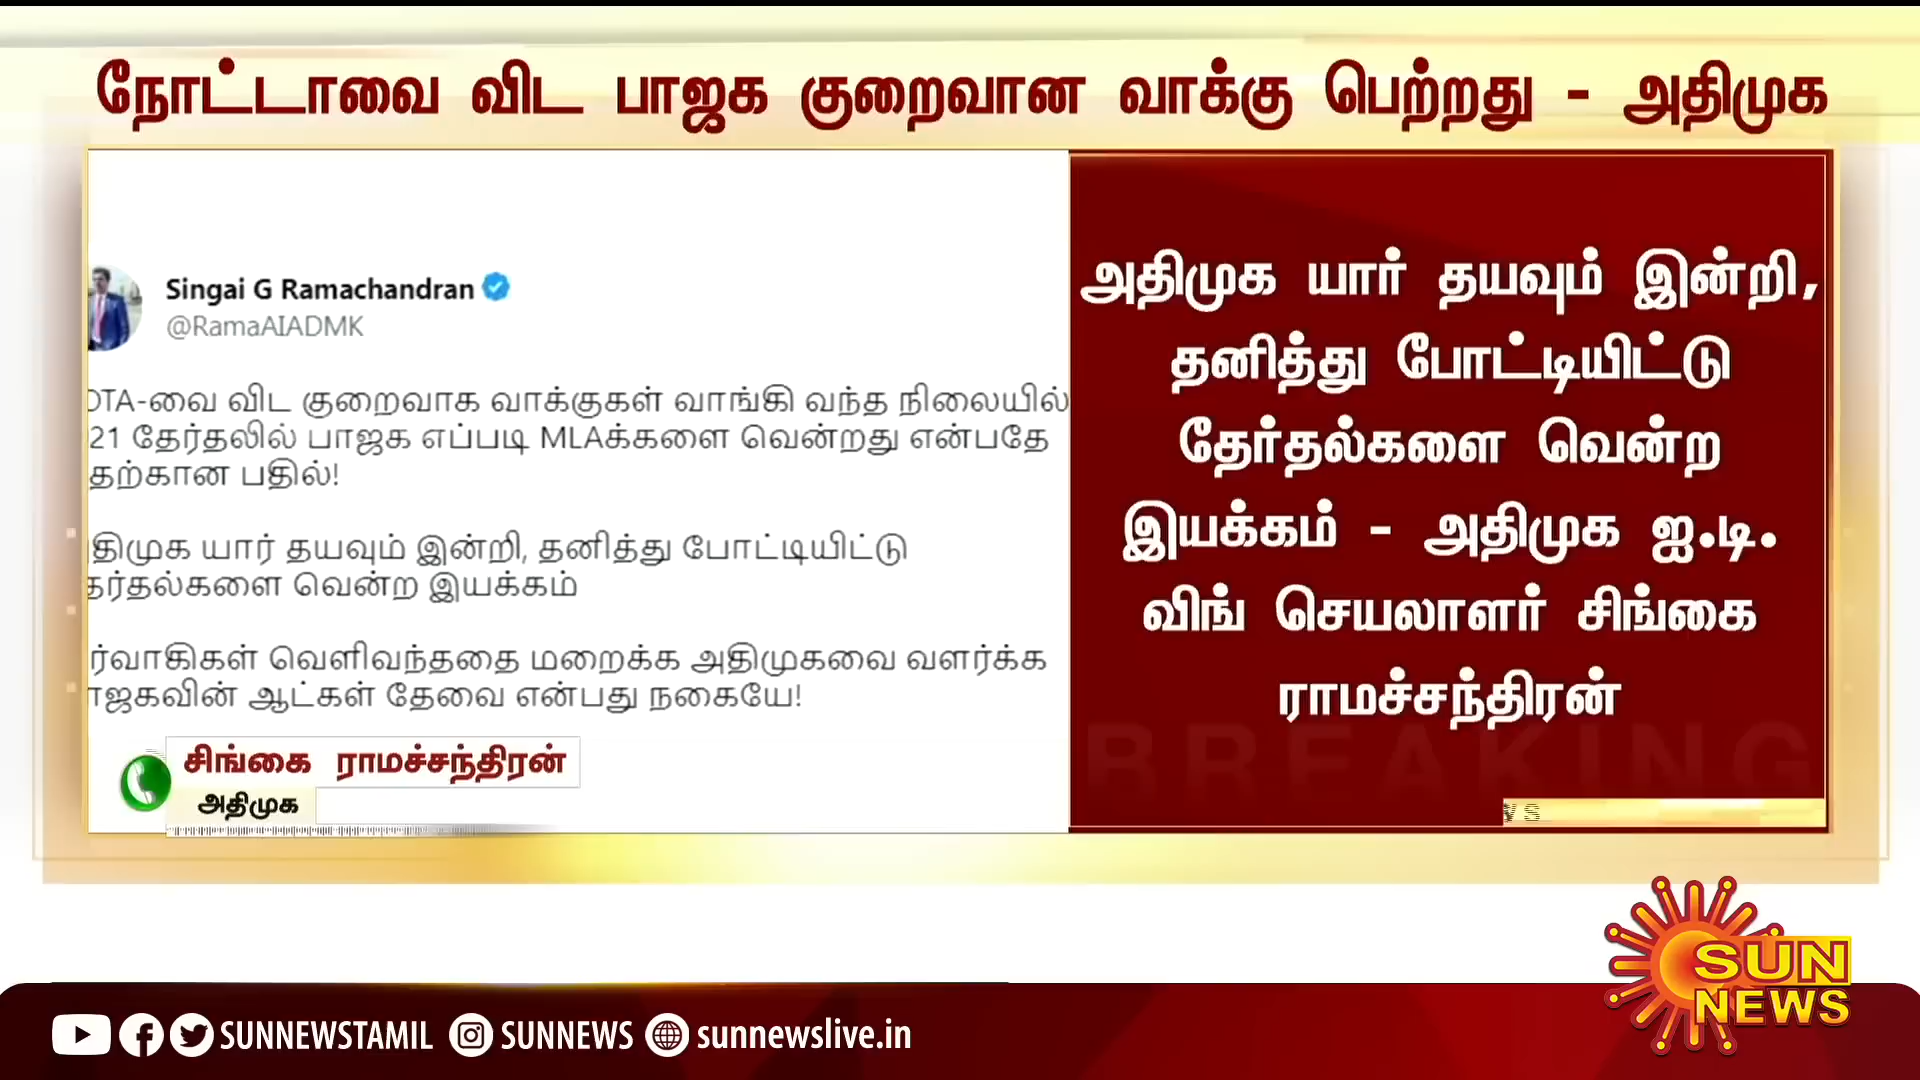 நோட்டாவை விட பாஜக குறைவான வாக்கு பெற்றது - அதிமுக
Singai G Ramachandran
@RamaAIADMK
OTA-வை விட குறைவாக வாக்குகள் வாங்கி வந்த நிலையில்
21 தேர்தலில் பாஜக எப்படி MLAக்களை வென்றது என்பதே
தற்கான பதில்!
திமுக யார் தயவும் இன்றி, தனித்து போட்டியிட்டு
தர்தல்களை வென்ற இயக்கம்
ர்வாகிகள் வெளிவந்ததை மறைக்க அதிமுகவை வளர்க்க
ாஜகவின் ஆட்கள் தேவை என்பது நகையே!
சிங்கை ராமச்சந்திரன்
அதிமுக
அதிமுக யார் தயவும் இன்றி,
தனித்து போட்டியிட்டு
தேர்தல்களை வென்ற
இயக்கம் - அதிமுக ஐ.டி.
விங் செயலாளர் சிங்கை
ராமச்சந்திரன்
BREAKING
SUN
NEWS
SUNNEWSTAMIL SUNNEWS sunnewslive.in